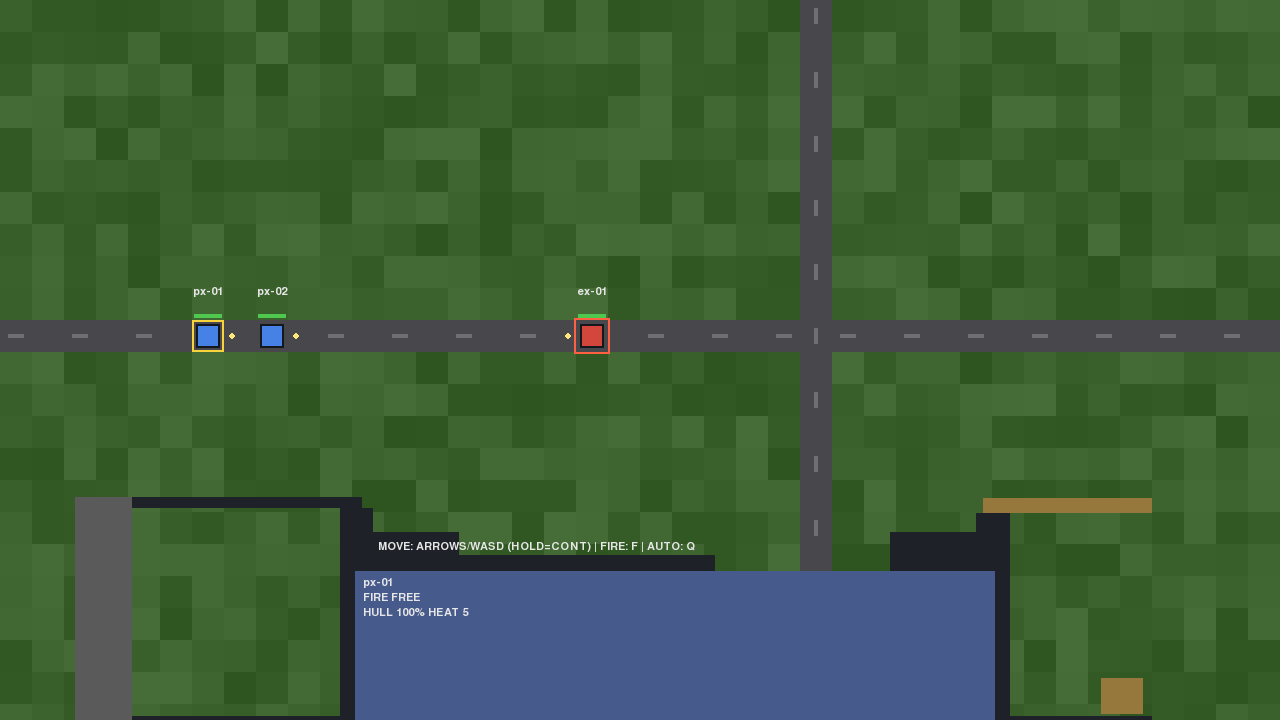 px-01
px-02
ex-01
MOVE: ARROWS/WASD (HOLD=CONT) | FIRE: F | AUTO: Q
px-01
FIRE FREE
HULL 100% HEAT 5